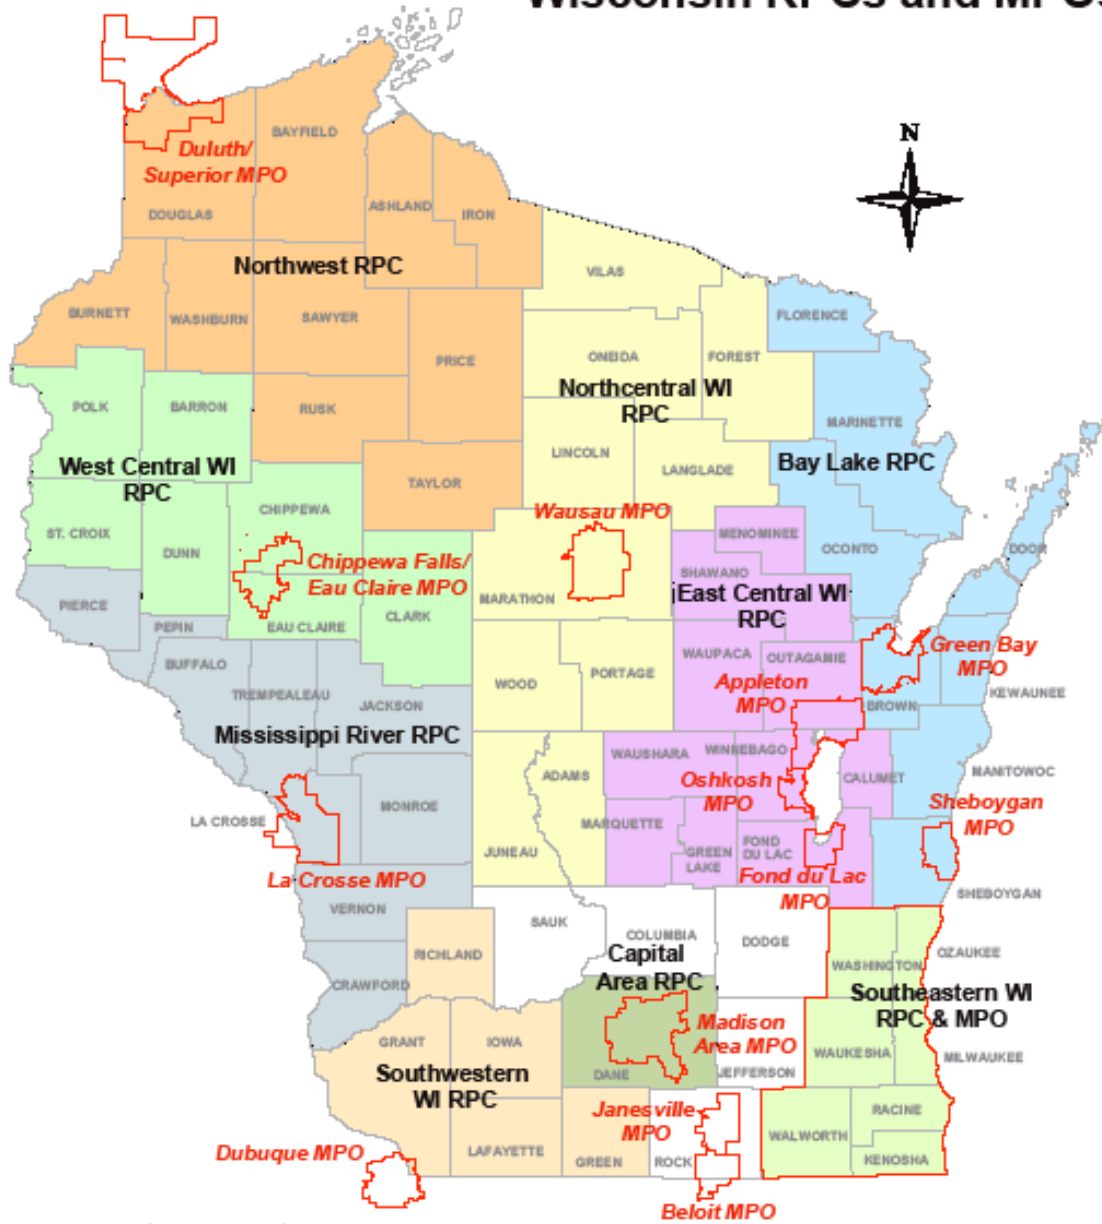 Wisconsin RPCs and MPOs
N
Duluth/
Superior MPO
BAYFIELD
DOUGLAS
ASHLAND
IRON
Northwest RPC
VILAS
BURNETT
WASHBURN
SAWYER
FLORENCE
PRICE
ONEIDA
FOREST
Northcentral WI
RPC
POLK
BARRON
RUSK
MARINETTE
LINCOLN
LANGLADE
Bay Lake RPC
West Central WI
RPC
TAYLOR
CHIPPEWA
Wausau MPO
ST. CROIX
DUNN
MENOMINEE
OCONTO
DOOR
Chippewa Falls/
Eau Claire MPO
SHAWANO
MARATHON
East Central WI
RPC
PIERCE
PEPIN
EAU CLAIRE
CLARK
BUFFALO
WAUPACA
OUTAGAMIE
Green Bay
MPO
TREMPEALEAU
JACKSON
WOOD
PORTAGE
Appleton
MPO
KEWAUNEE
BROWN
Mississippi River RPC
WAUSHARA
WINNEBAGO
ADAMS
Oshkosh
MPO
CALUMET
MANITOWOC
MONROE
Sheboygan
MPO
LA CROSSE
MARQUETTE
JUNEAU
GREEN
LAKE
FOND
DU LAC
La Crosse MPO
Fond du Lac
MPO
SHEBOYGAN
VERNON
SAUK
COLUMBIA
DODGE
RICHLAND
Capital
Area RPC
WASHINGTON
OZAUKEE
CRAWFORD
Southeastern WI
RPC & MPO
GRANT
IOWA
Madison
Area MPO
WAUKESHA
MILWAUKEE
DANE
JEFFERSON
Southwestern
WI RPC
Janesville
MPO
RACINE
WALWORTH
Dubuque MPO
LAFAYETTE
GREEN
ROCK
KENOSHA
Beloit MPO